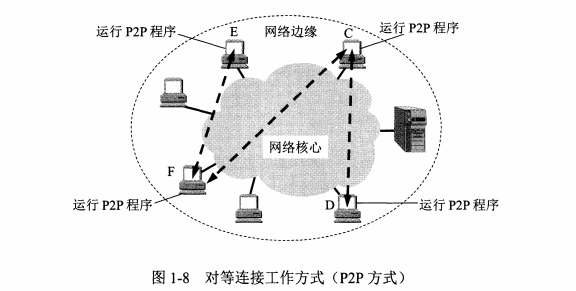 E
网络边缘
C
运行 P2P 程序
运行 P2P 程序
网络核心
F
运行 P2P 程序
D
运行 P2P 程序
图 1-8 对等连接工作方式（P2P 方式）